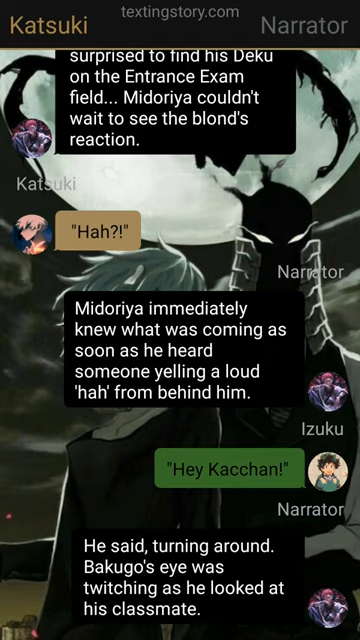 textingstory.com
Katsuki
Narrator
surprised to find his Deku
on the Entrance Exam
field... Midoriya couldn't
wait to see the blond's
reaction.
Katsuki
"Hah?!"
Narrator
Midoriya immediately
knew what was coming as
soon as he heard
someone yelling a loud
'hah' from behind him.
Izuku
"Hey Kacchan!"
Narrator
He said, turning around.
Bakugo's eye was
twitching as he looked at
his classmate.